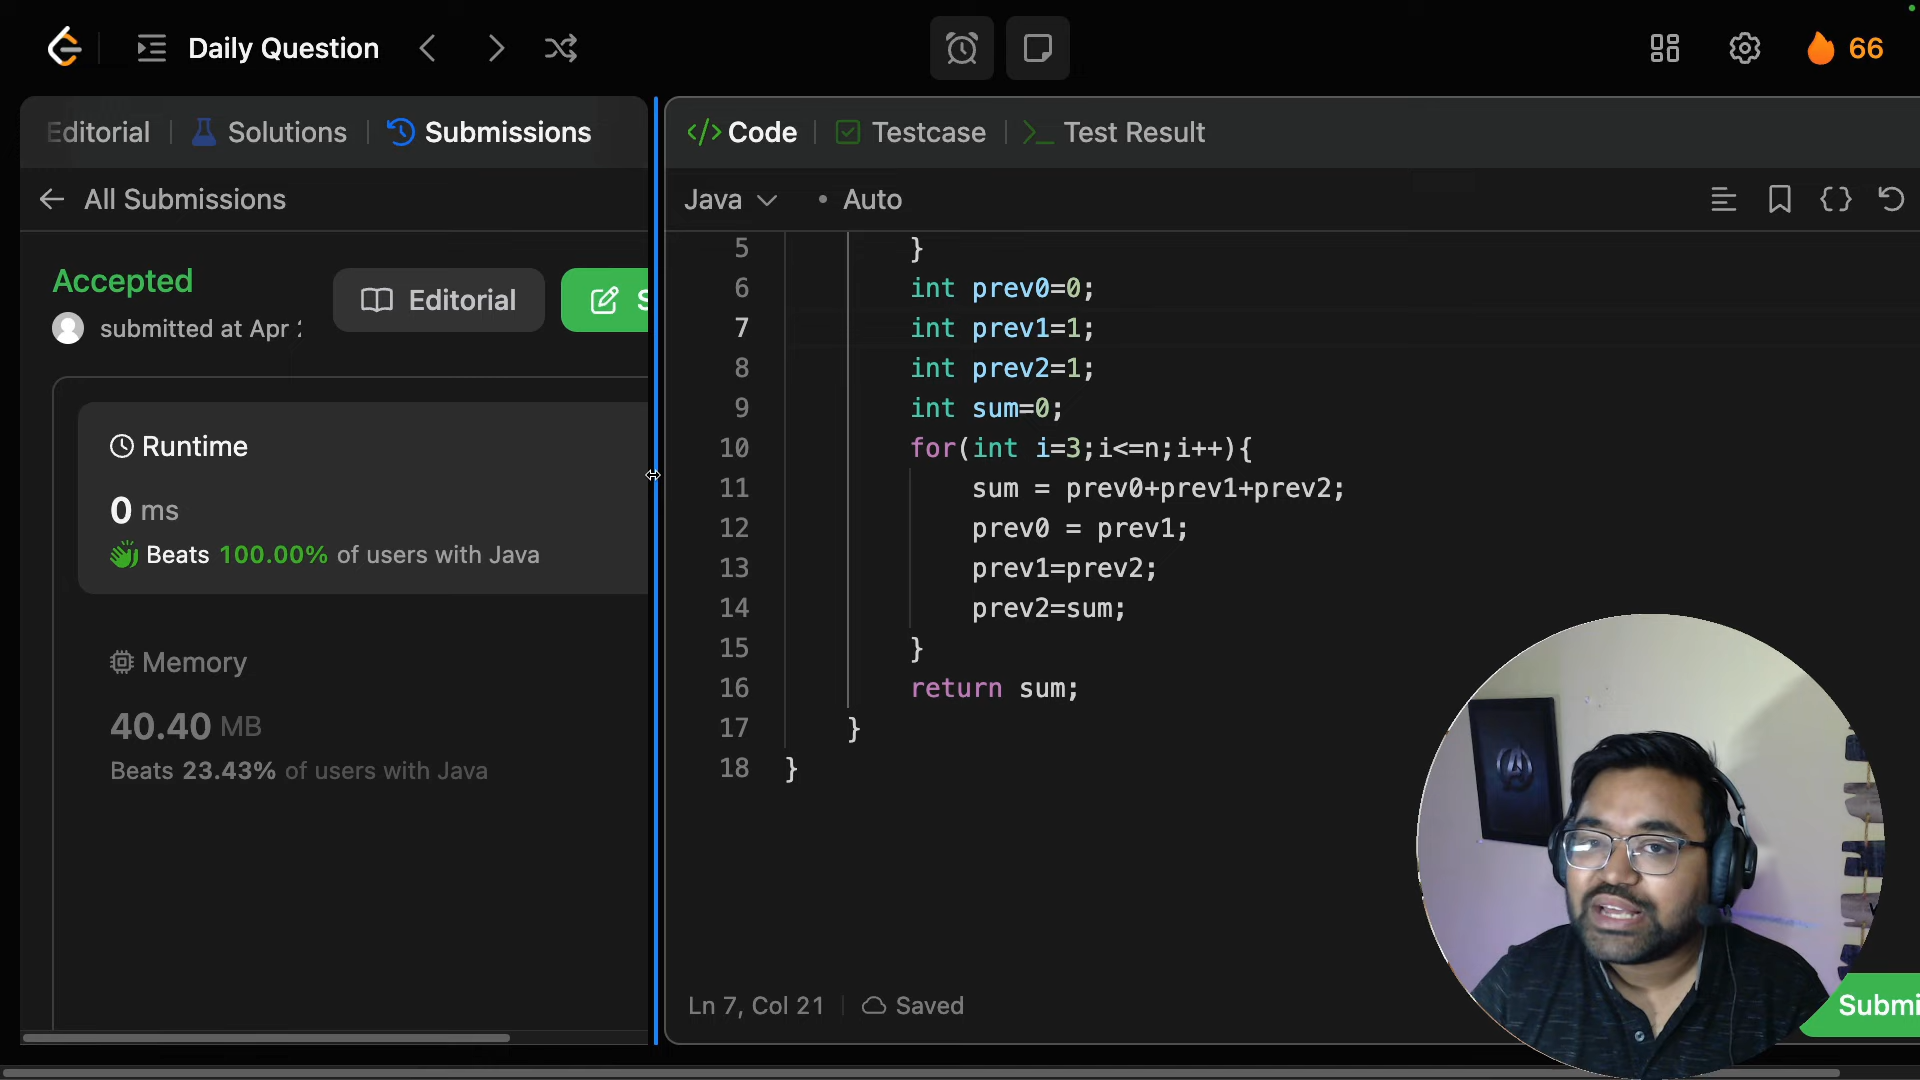 Daily Question
66
Editorial
Solutions
Submissions
All Submissions
Accepted
submitted at Apr
Editorial
Runtime
0 ms
Beats 100.00% of users with Java
Memory
40.40 MB
Beats 23.43% of users with Java
</> Code
Testcase
>_ Test Result
Java
• Auto
5 }
6 int prev0=0;
7 int prev1=1;
8 int prev2=1;
9 int sum=0;
10 for(int i=3;i<=n;i++){
11 sum = prev0+prev1+prev2;
12 prev0 = prev1;
13 prev1=prev2;
14 prev2=sum;
15 }
16 return sum;
17 }
18 }
Ln 7, Col 21
Saved
Submi